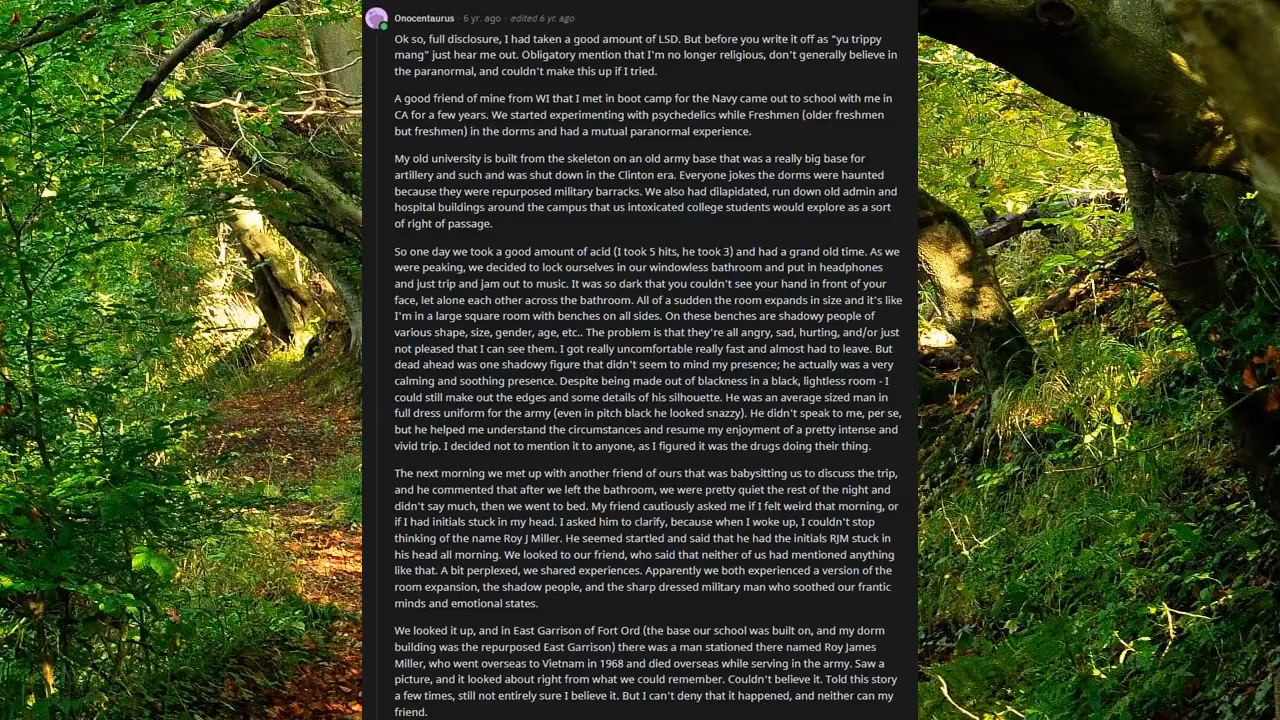 Onocentaurus · 6 yr. ago · edited 6 yr. ago
Ok so, full disclosure, I had taken a good amount of LSD. But before you write it off as "yu trippy
mang" just hear me out. Obligatory mention that I'm no longer religious, don't generally believe in
the paranormal, and couldn't make this up if I tried.
A good friend of mine from WI that I met in boot camp for the Navy came out to school with me in
CA for a few years. We started experimenting with psychedelics while Freshmen (older freshmen
but freshmen) in the dorms and had a mutual paranormal experience.
My old university is built from the skeleton on an old army base that was a really big base for
artillery and such and was shut down in the Clinton era. Everyone jokes the dorms were haunted
because they were repurposed military barracks. We also had dilapidated, run down old admin and
hospital buildings around the campus that us intoxicated college students would explore as a sort
of right of passage.
So one day we took a good amount of acid (I took 5 hits, he took 3) and had a grand old time. As we
were peaking, we decided to lock ourselves in our windowless bathroom and put in headphones
and just trip and jam out to music. It was so dark that you couldn't see your hand in front of your
face, let alone each other across the bathroom. All of a sudden the room expands in size and it's like
I'm in a large square room with benches on all sides. On these benches are shadowy people of
various shape, size, gender, age, etc.. The problem is that they're all angry, sad, hurting, and/or just
not pleased that I can see them. I got really uncomfortable really fast and almost had to leave. But
dead ahead was one shadowy figure that didn't seem to mind my presence; he actually was a very
calming and soothing presence. Despite being made out of blackness in a black, lightless room - I
could still make out the edges and some details of his silhouette. He was an average sized man in
full dress uniform for the army (even in pitch black he looked snazzy). He didn't speak to me, per se,
but he helped me understand the circumstances and resume my enjoyment of a pretty intense and
vivid trip. I decided not to mention it to anyone, as I figured it was the drugs doing their thing.
The next morning we met up with another friend of ours that was babysitting us to discuss the trip,
and he commented that after we left the bathroom, we were pretty quiet the rest of the night and
didn't say much, then we went to bed. My friend cautiously asked me if I felt weird that morning, or
if I had initials stuck in my head. I asked him to clarify, because when I woke up, I couldn't stop
thinking of the name Roy J Miller. He seemed startled and said that he had the initials RJM stuck in
his head all morning. We looked to our friend, who said that neither of us had mentioned anything
like that. A bit perplexed, we shared experiences. Apparently we both experienced a version of the
room expansion, the shadow people, and the sharp dressed military man who soothed our frantic
minds and emotional states.
We looked it up, and in East Garrison of Fort Ord (the base our school was built on, and my dorm
building was the repurposed East Garrison) there was a man stationed there named Roy James
Miller, who went overseas to Vietnam in 1968 and died overseas while serving in the army. Saw a
picture, and it looked about right from what we could remember. Couldn't believe it. Told this story
a few times, still not entirely sure I believe it. But I can't deny that it happened, and neither can my
friend.